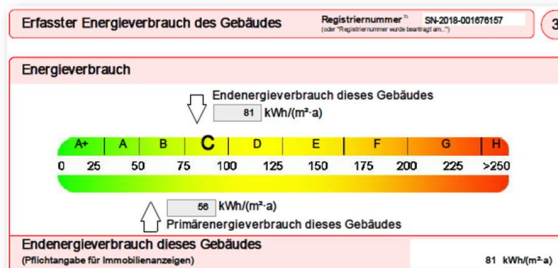 Erfasster Energieverbrauch des Gebäudes
Registriernummer ²⁾ SN-2018-001676157
(oder "Registriernummer wurde beantragt am...")
3
Energieverbrauch
Endenergieverbrauch dieses Gebäudes
81 kWh/(m²·a)
A+ A B C D E F G H
0 25 50 75 100 125 150 175 200 225 >250
56 kWh/(m²·a)
Primärenergieverbrauch dieses Gebäudes
Endenergieverbrauch dieses Gebäudes
(Pflichtangabe für Immobilienanzeigen)
81 kWh/(m²·a)